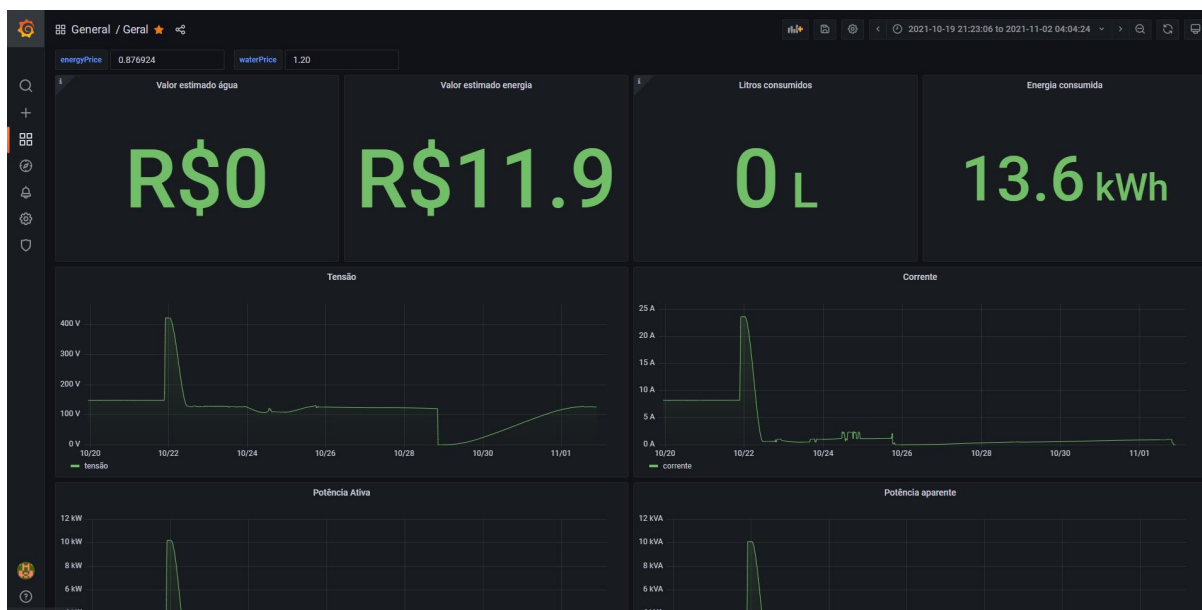 General / Geral
2021-10-19 21:23:06 to 2021-11-02 04:04:24
energyPrice 0.876924 waterPrice 1.20
Valor estimado água
R$0
Valor estimado energia
R$11.9
Litros consumidos
0 L
Energia consumida
13.6 kWh
Tensão
400 V
300 V
200 V
100 V
0 V
10/20 10/22 10/24 10/26 10/28 10/30 11/01
tensão
Corrente
25 A
20 A
15 A
10 A
5 A
0 A
10/20 10/22 10/24 10/26 10/28 10/30 11/01
corrente
Potência Ativa
12 kW
10 kW
8 kW
6 kW
Potência aparente
12 kVA
10 kVA
8 kVA
6 kVA